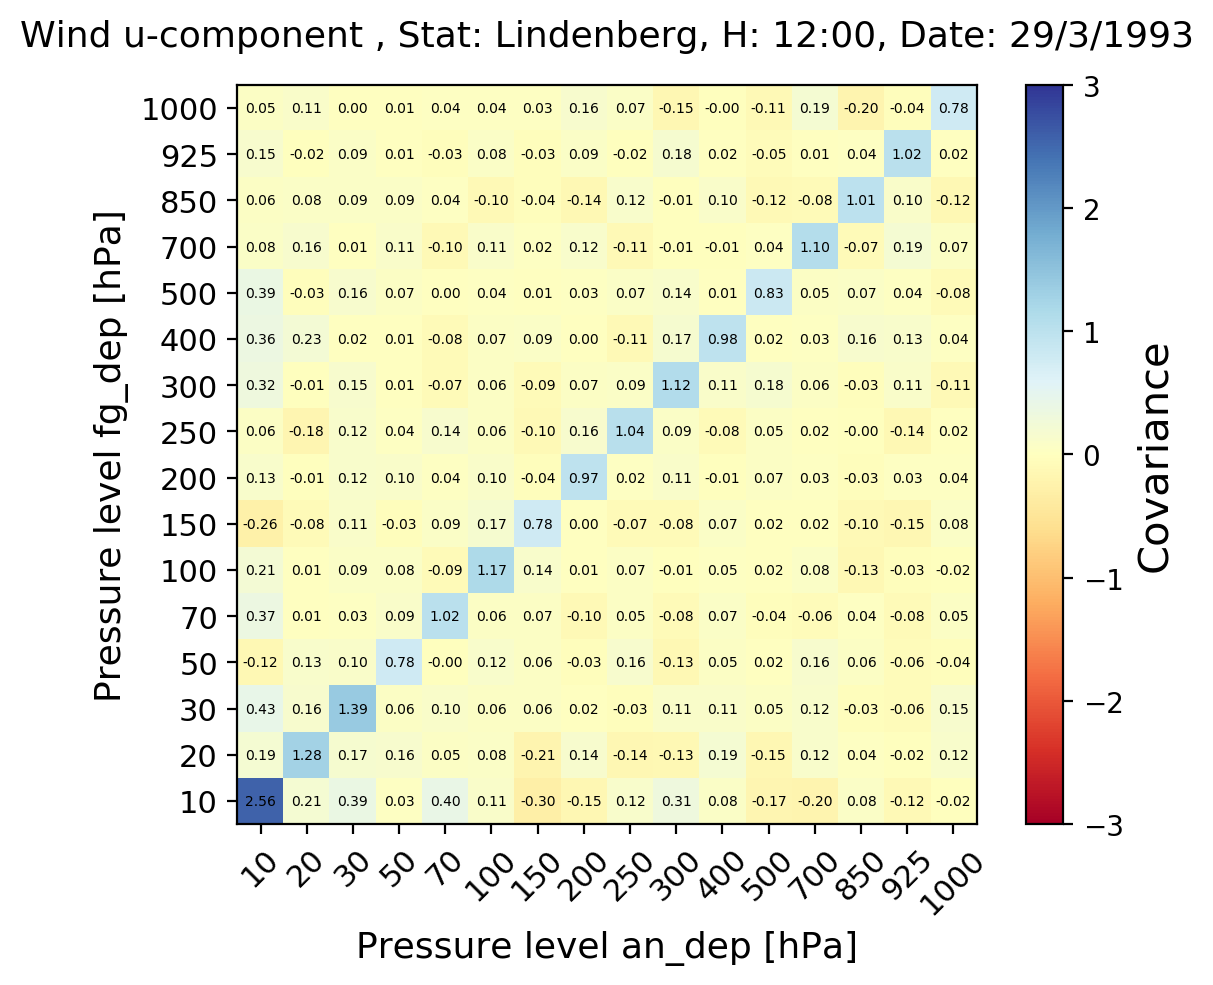 Wind u-component , Stat: Lindenberg, H: 12:00, Date: 29/3/1993
Pressure level fg_dep [hPa]
1000 0.05 0.11 0.00 0.01 0.04 0.04 0.03 0.16 0.07 -0.15 -0.00 -0.11 0.19 -0.20 -0.04 0.78
925 0.15 -0.02 0.09 0.01 -0.03 0.08 -0.03 0.09 -0.02 0.18 0.02 -0.05 0.01 0.04 1.02 0.02
850 0.06 0.08 0.09 0.09 0.04 -0.10 -0.04 -0.14 0.12 -0.01 0.10 -0.12 -0.08 1.01 0.10 -0.12
700 0.08 0.16 0.01 0.11 -0.10 0.11 0.02 0.12 -0.11 -0.01 -0.01 0.04 1.10 -0.07 0.19 0.07
500 0.39 -0.03 0.16 0.07 0.00 0.04 0.01 0.03 0.07 0.14 0.01 0.83 0.05 0.07 0.04 -0.08
400 0.36 0.23 0.02 0.01 -0.08 0.07 0.09 0.00 -0.11 0.17 0.98 0.02 0.03 0.16 0.13 0.04
300 0.32 -0.01 0.15 0.01 -0.07 0.06 -0.09 0.07 0.09 1.12 0.11 0.18 0.06 -0.03 0.11 -0.11
250 0.06 -0.18 0.12 0.04 0.14 0.06 -0.10 0.16 1.04 0.09 -0.08 0.05 0.02 -0.00 -0.14 0.02
200 0.13 -0.01 0.12 0.10 0.04 0.10 -0.04 0.97 0.02 0.11 -0.01 0.07 0.03 -0.03 0.03 0.04
150 -0.26 -0.08 0.11 -0.03 0.09 0.17 0.78 0.00 -0.07 -0.08 0.07 0.02 0.02 -0.10 -0.15 0.08
100 0.21 0.01 0.09 0.08 -0.09 1.17 0.14 0.01 0.07 -0.01 0.05 0.02 0.08 -0.13 -0.03 -0.02
70 0.37 0.01 0.03 0.09 1.02 0.06 0.07 -0.10 0.05 -0.08 0.07 -0.04 -0.06 0.04 -0.08 0.05
50 -0.12 0.13 0.10 0.78 -0.00 0.12 0.06 -0.03 0.16 -0.13 0.05 0.02 0.16 0.06 -0.06 -0.04
30 0.43 0.16 1.39 0.06 0.10 0.06 0.06 0.02 -0.03 0.11 0.11 0.05 0.12 -0.03 -0.06 0.15
20 0.19 1.28 0.17 0.16 0.05 0.08 -0.21 0.14 -0.14 -0.13 0.19 -0.15 0.12 0.04 -0.02 0.12
10 2.56 0.21 0.39 0.03 0.40 0.11 -0.30 -0.15 0.12 0.31 0.08 -0.17 -0.20 0.08 -0.12 -0.02
10 20 30 50 70 100 150 200 250 300 400 500 700 850 925 1000
Pressure level an_dep [hPa]
3
2
1
0
−1
−2
−3
Covariance